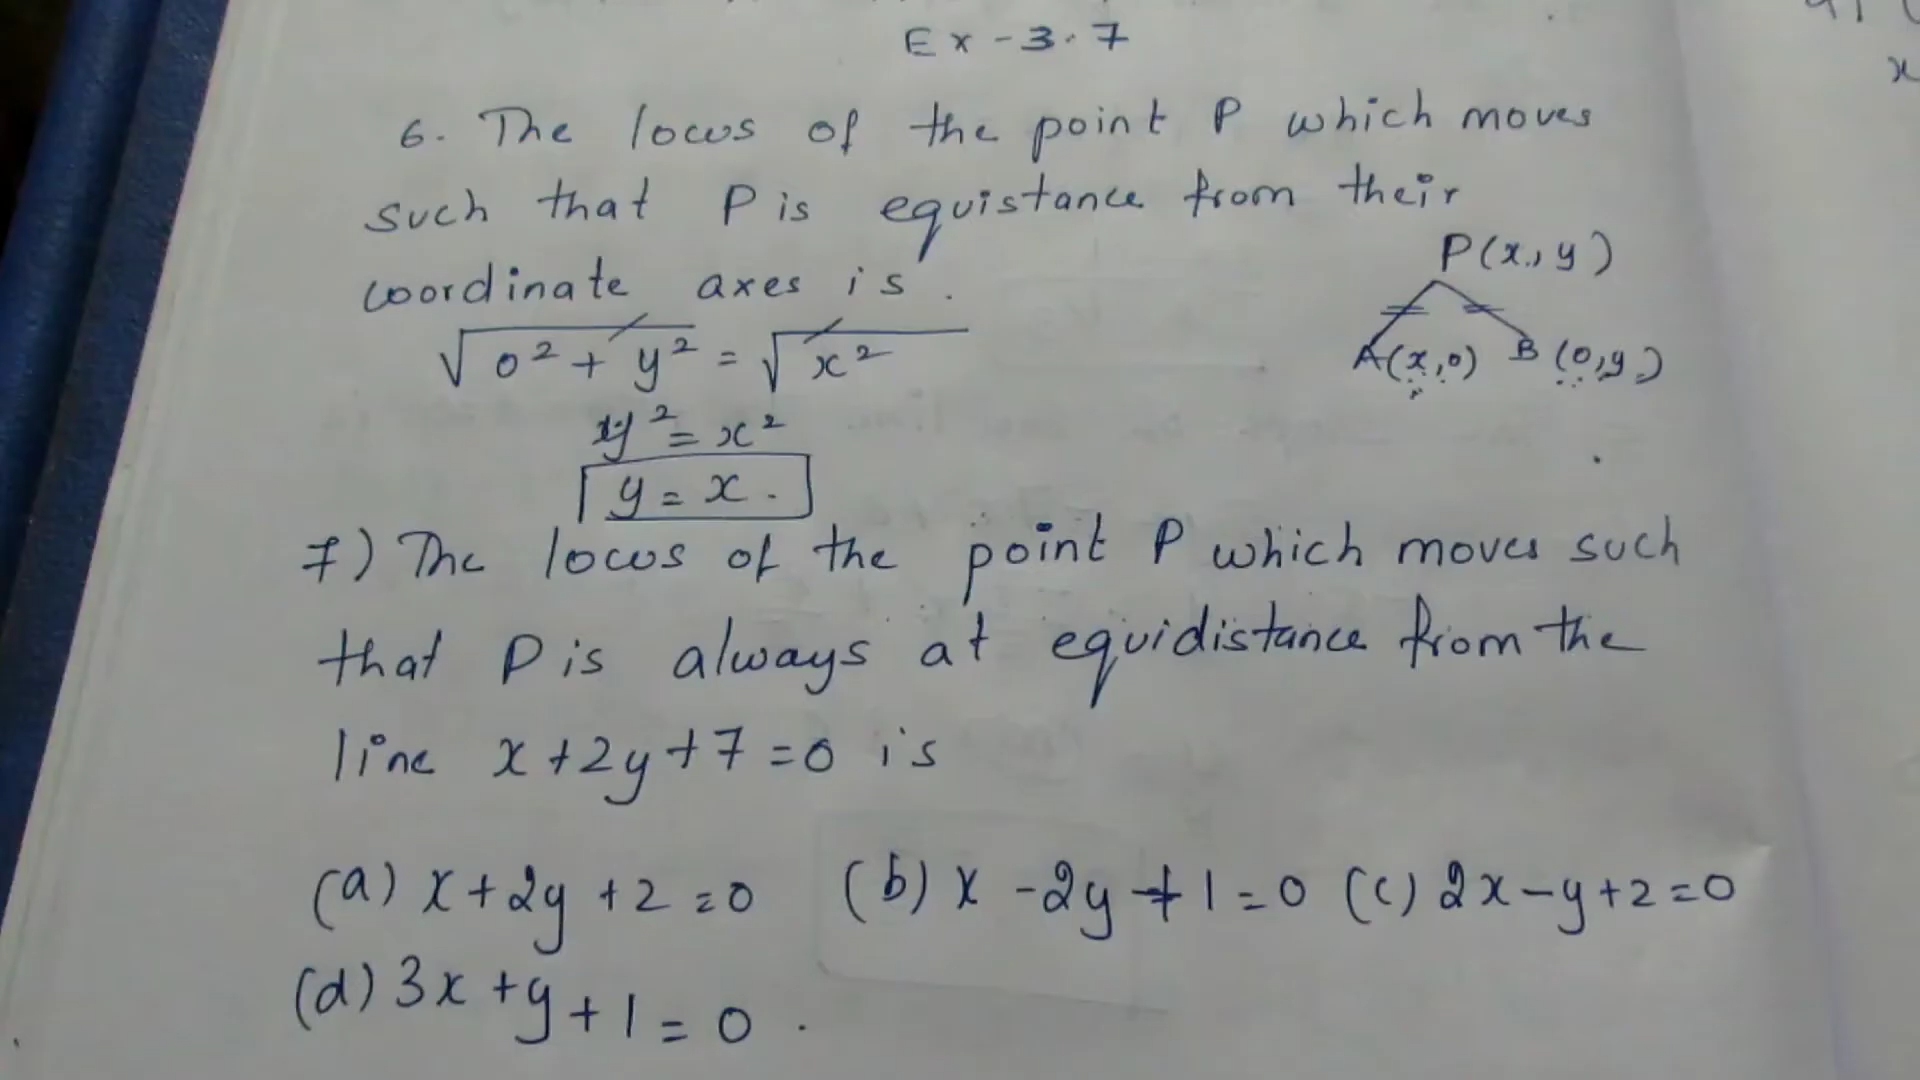 Ex - 3.7
6. The locus of the point P which moves
such that P is equistance from their
coordinate axes is.
P(x, y)
A(x,0) B (0,y)
√0² + y² = √x²
y² = x²
y = x.
7) The locus of the point P which moves such
that P is always at equidistance from the
line x+2y+7=0 is
(a) x+2y+2=0 (b) x-2y+1=0 (c) 2x-y+2=0
(d) 3x+y+1=0.